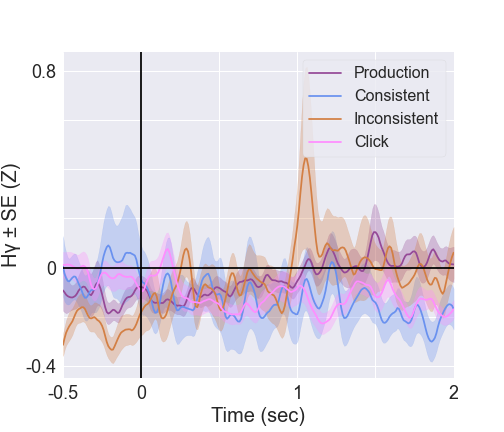 Hγ ± SE (Z)
0.8
0
-0.4
Production
Consistent
Inconsistent
Click
-0.5 0 1 2
Time (sec)